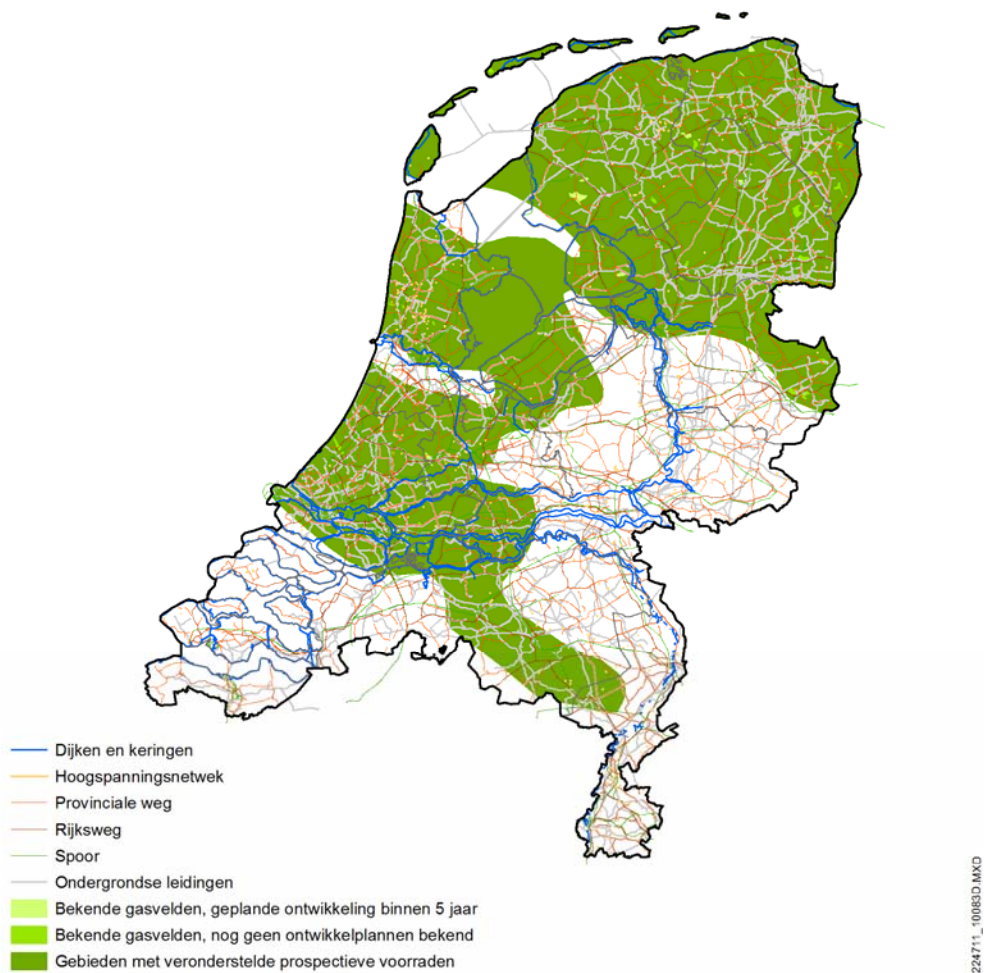 Dijken en keringen
Hoogspanningsnetwek
Provinciale weg
Rijksweg
Spoor
Ondergrondse leidingen
Bekende gasvelden, geplande ontwikkeling binnen 5 jaar
Bekende gasvelden, nog geen ontwikkelplannen bekend
Gebieden met veronderstelde prospectieve voorraden
224711_10083D.MXD